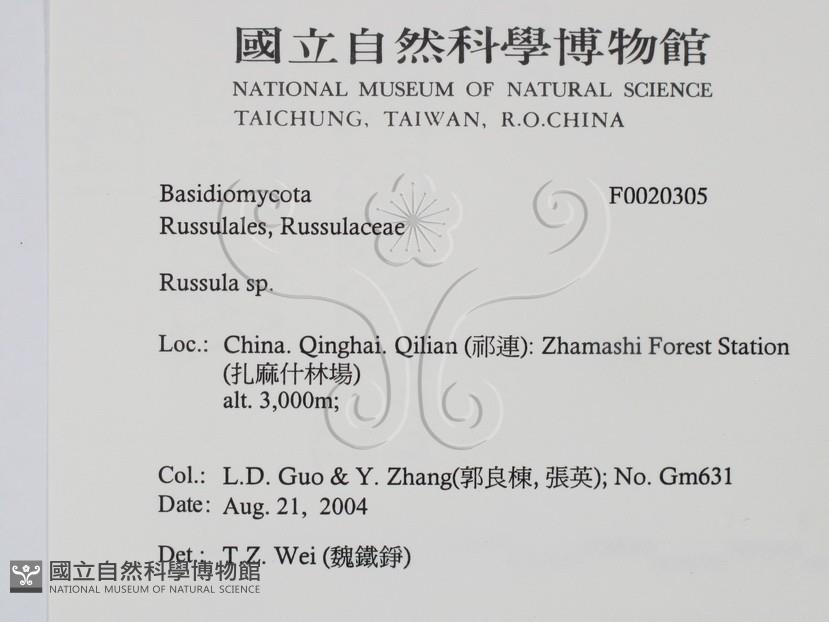 國立自然科學博物館
NATIONAL MUSEUM OF NATURAL SCIENCE
TAICHUNG, TAIWAN, R.O.CHINA
Basidiomycota F0020305
Russulales, Russulaceae
Russula sp.
Loc.: China. Qinghai. Qilian (祁連): Zhamashi Forest Station
(扎麻什林場)
alt. 3,000m;
Col.: L.D. Guo & Y. Zhang(郭良棟, 張英); No. Gm631
Date: Aug. 21, 2004
Det.: T.Z. Wei (魏鐵錚)
國立自然科學博物館
NATIONAL MUSEUM OF NATURAL SCIENCE